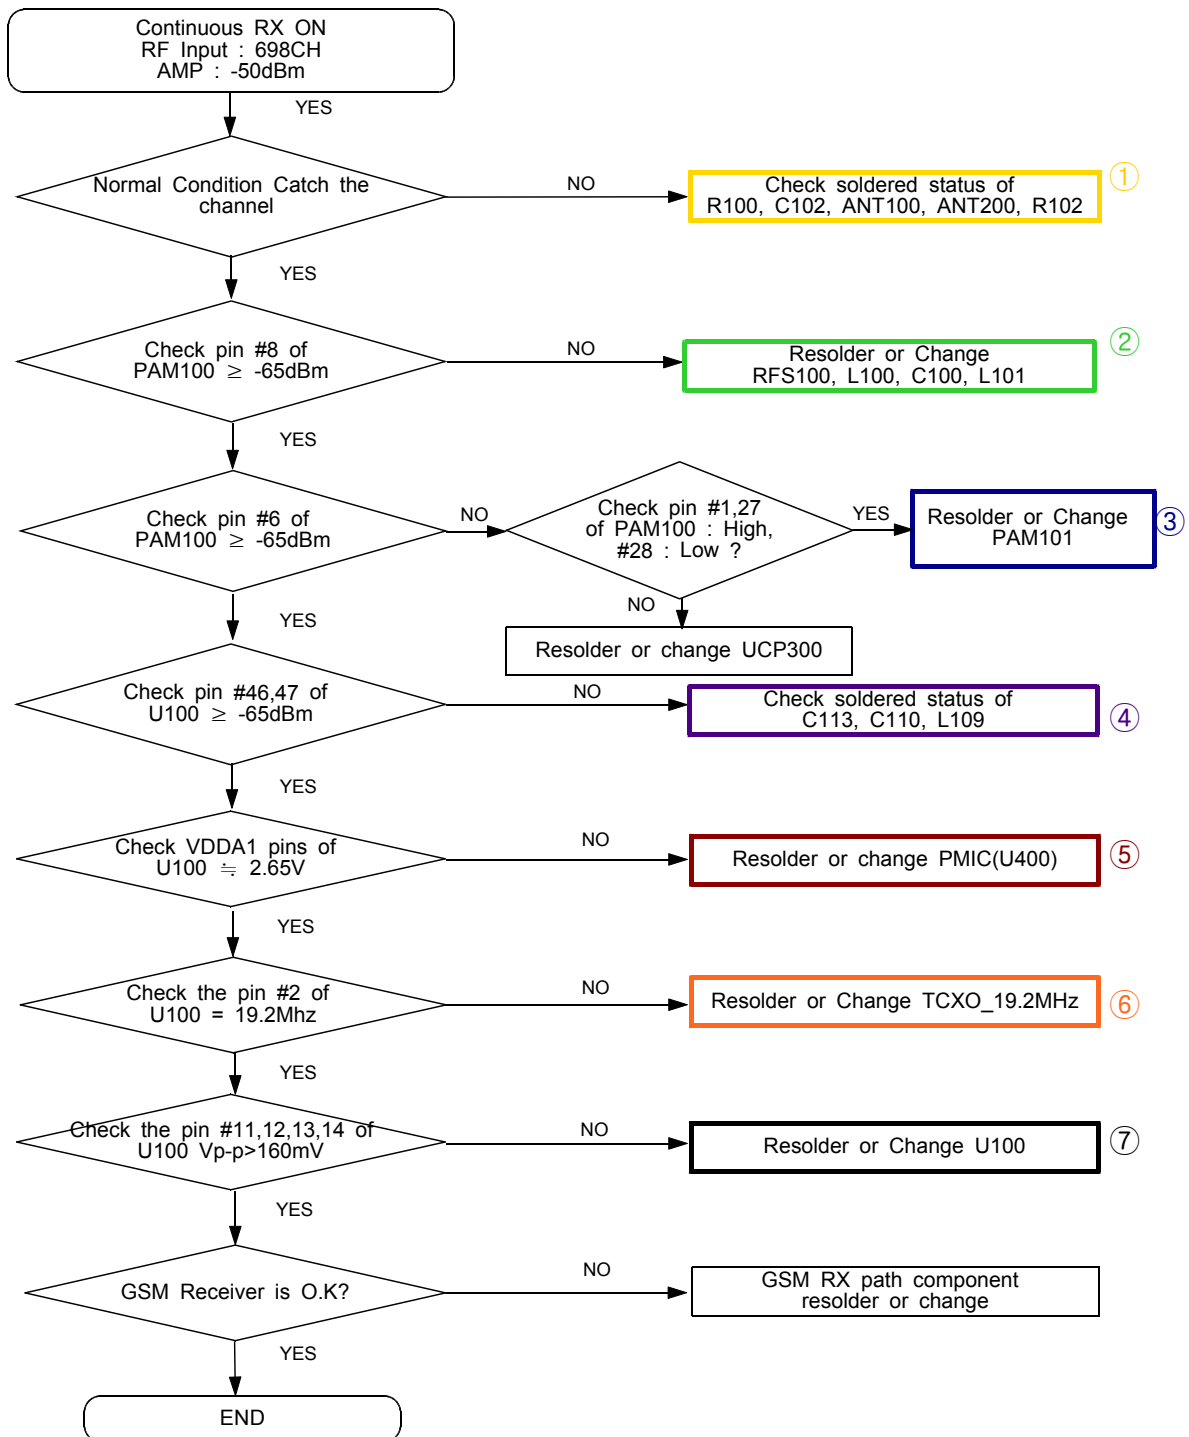 Continuous RX ON
RF Input : 698CH
AMP : -50dBm
YES
Normal Condition Catch the
channel
NO
Check soldered status of
R100, C102, ANT100, ANT200, R102
①
YES
Check pin #8 of
PAM100 ≥ -65dBm
NO
Resolder or Change
RFS100, L100, C100, L101
②
YES
Check pin #6 of
PAM100 ≥ -65dBm
NO
Check pin #1,27
of PAM100 : High,
#28 : Low ?
YES
Resolder or Change
PAM101
③
NO
Resolder or change UCP300
YES
Check pin #46,47 of
U100 ≥ -65dBm
NO
Check soldered status of
C113, C110, L109
④
YES
Check VDDA1 pins of
U100 ≒ 2.65V
NO
Resolder or change PMIC(U400)
⑤
YES
Check the pin #2 of
U100 = 19.2Mhz
NO
Resolder or Change TCXO_19.2MHz
⑥
YES
Check the pin #11,12,13,14 of
U100 Vp-p>160mV
NO
Resolder or Change U100
⑦
YES
GSM Receiver is O.K?
NO
GSM RX path component
resolder or change
YES
END